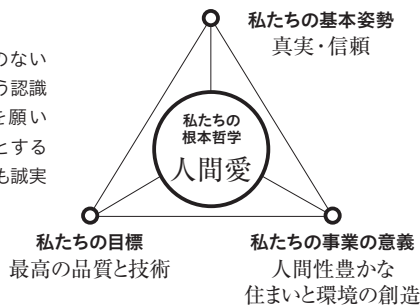 のない
う認識
を願い
とする
も誠実
私たちの基本姿勢
真実・信頼
私たちの
根本哲学
人間愛
私たちの目標
最高の品質と技術
私たちの事業の意義
人間性豊かな
住まいと環境の創造